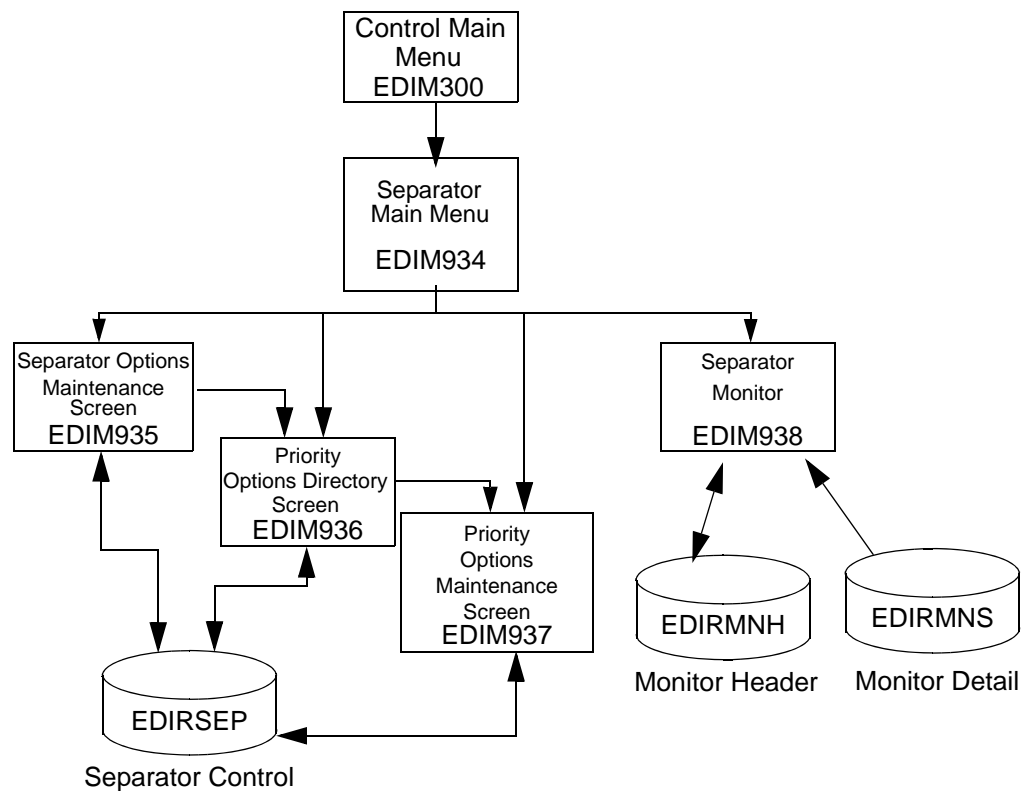 Control Main
Menu
EDIM300
Separator
Main Menu
EDIM934
Separator Options
Maintenance
Screen
EDIM935
Priority
Options Directory
Screen
EDIM936
Priority
Options
Maintenance
Screen
EDIM937
Separator
Monitor
EDIM938
EDIRSEP
Separator Control
EDIRMNH
Monitor Header
EDIRMNS
Monitor Detail